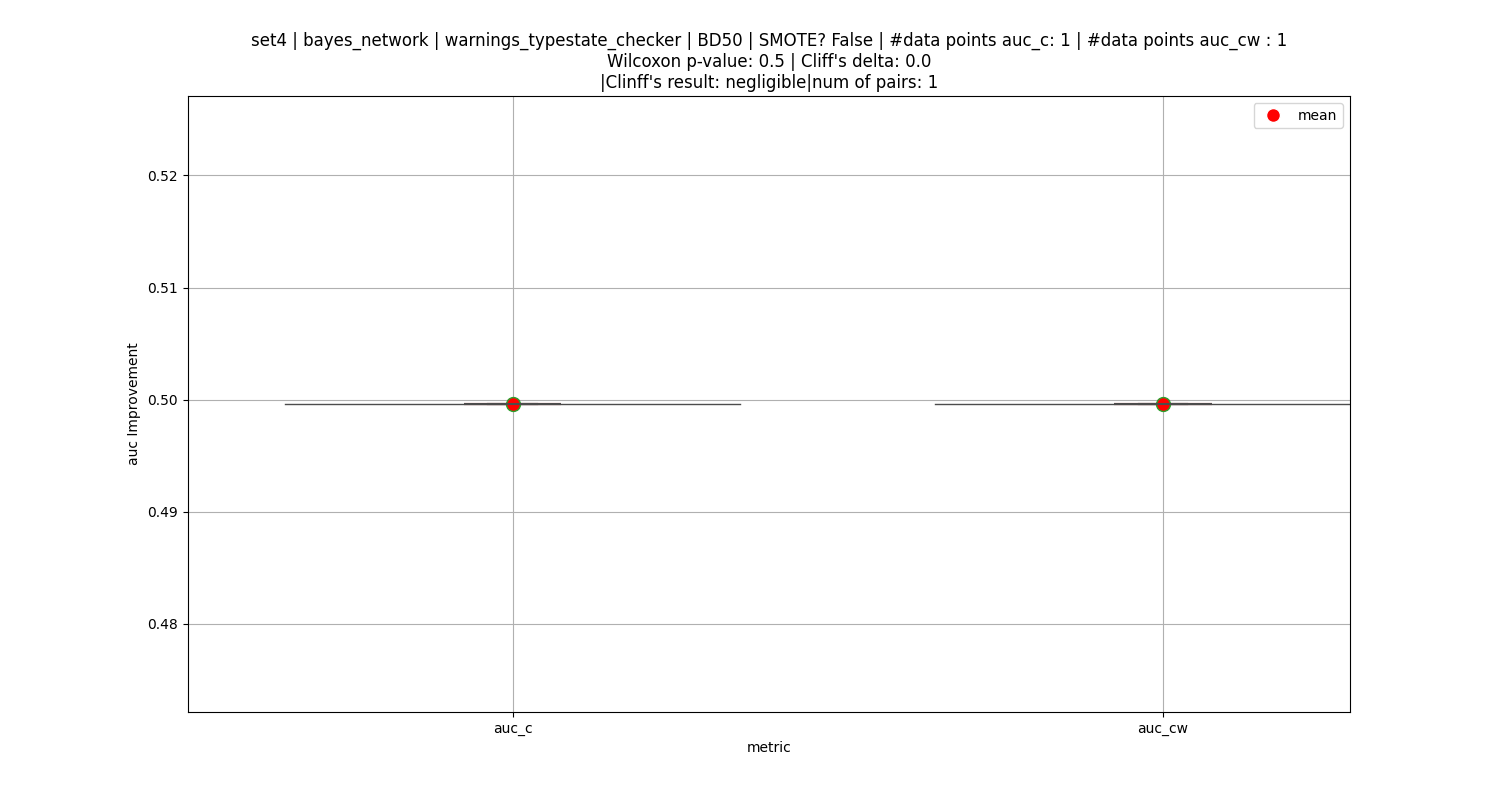 set4 | bayes_network | warnings_typestate_checker | BD50 | SMOTE? False | #data points auc_c: 1 | #data points auc_cw : 1
Wilcoxon p-value: 0.5 | Cliff's delta: 0.0
|Clinff's result: negligible|num of pairs: 1
mean
0.52
0.51
0.50
0.49
0.48
auc Improvement
auc_c
auc_cw
metric